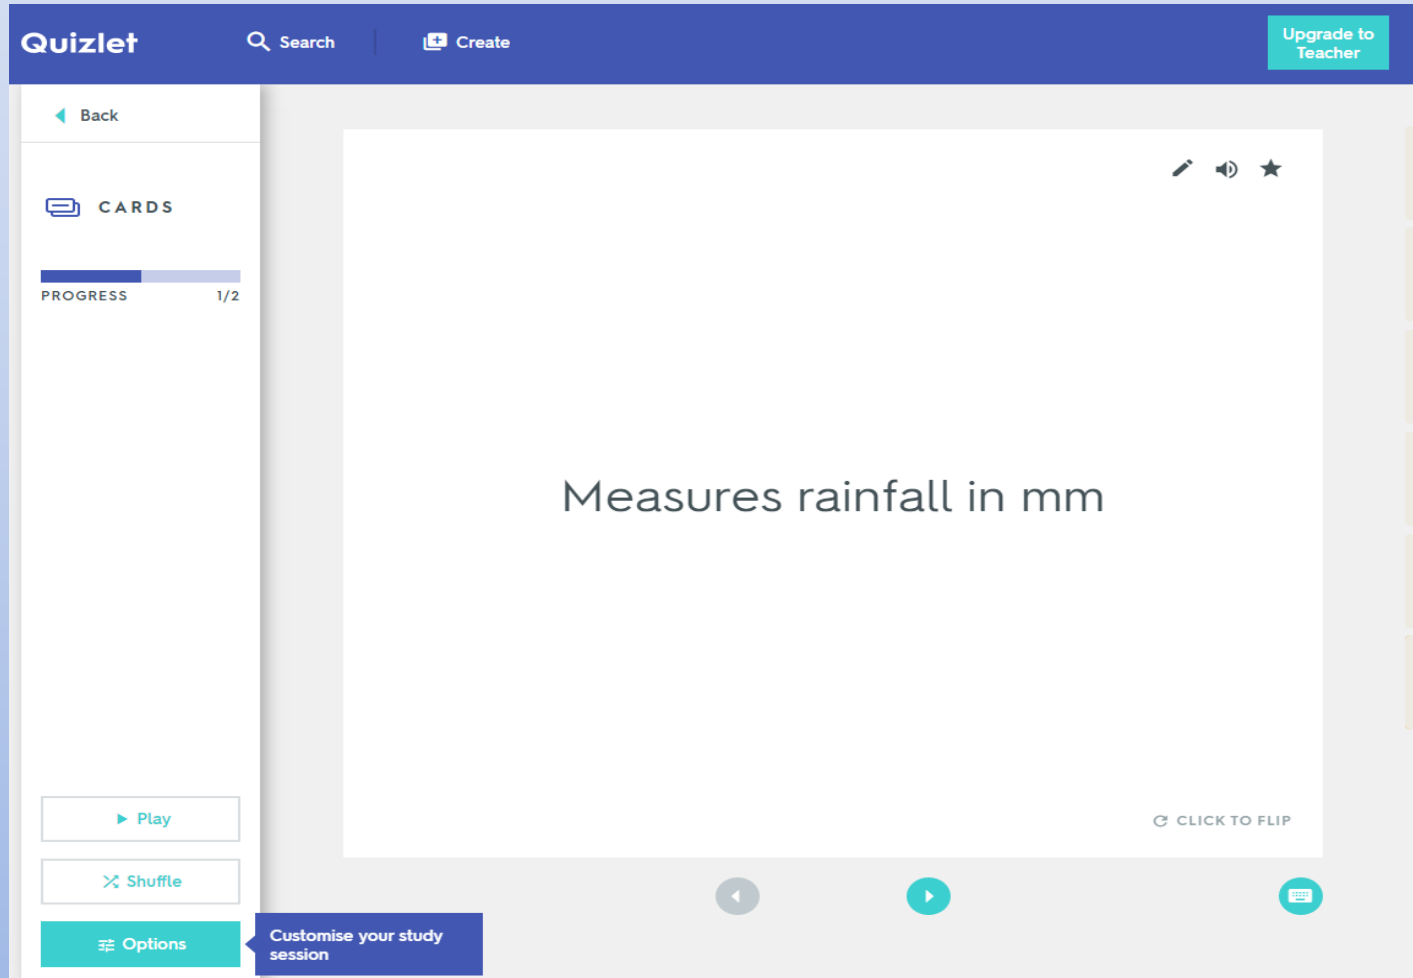 Quizlet
Search
Create
Upgrade to
Teacher
Back
CARDS
PROGRESS 1/2
Measures rainfall in mm
CLICK TO FLIP
Play
Shuffle
Options
Customise your study
session